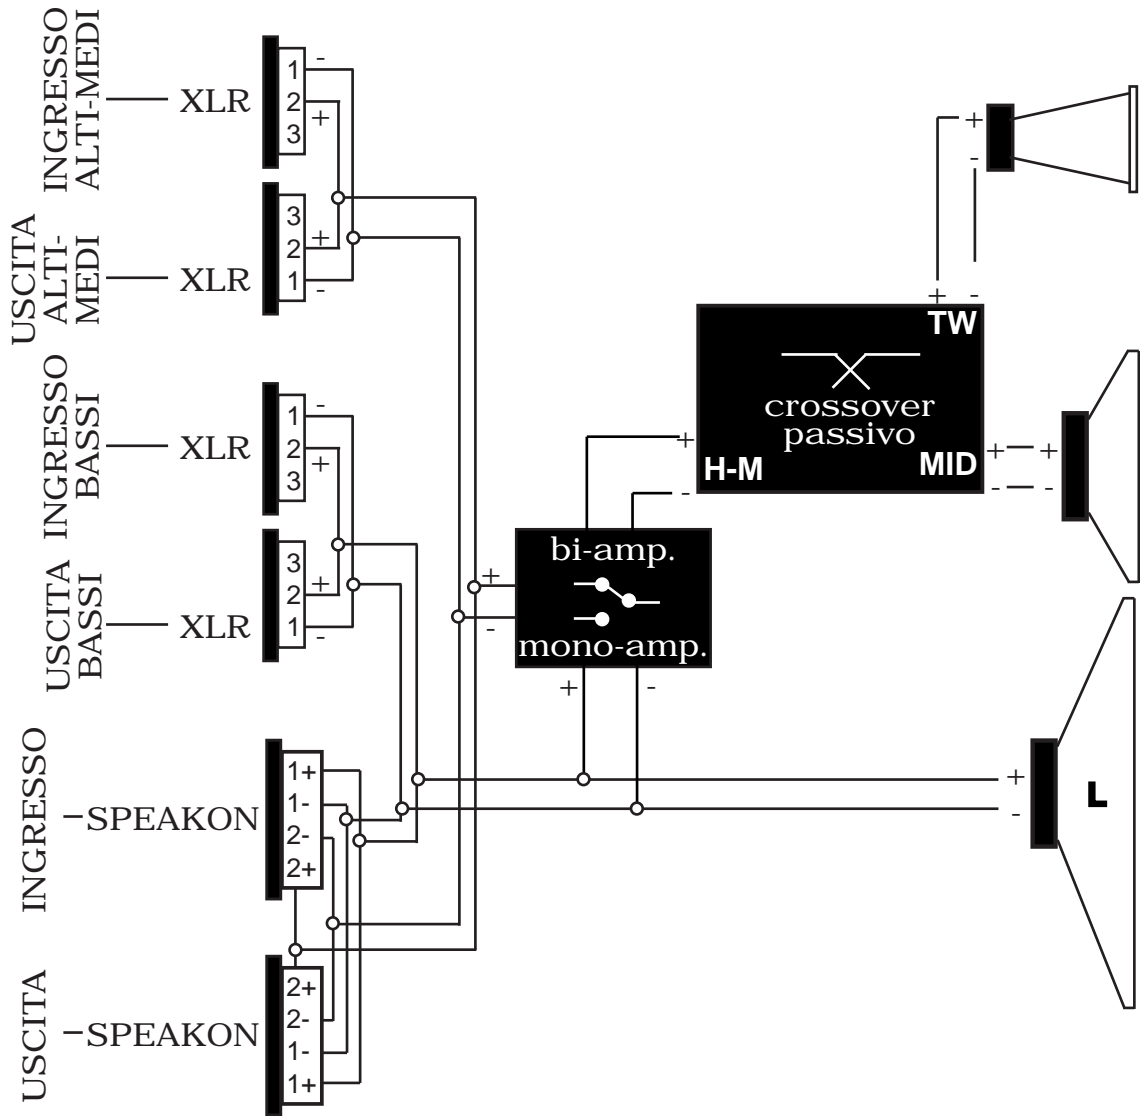 INGRESSO
ALTI-MEDI
XLR
-
1
2
+
3
USCITA
ALTI-
MEDI
XLR
3
+
2
1
-
INGRESSO
BASSI
XLR
-
1
2
+
3
USCITA
BASSI
XLR
3
+
2
1
-
INGRESSO
SPEAKON
1+
1-
2-
2+
USCITA
SPEAKON
2+
2-
1-
1+
+
-
+ -
TW
crossover
passivo
+
H-M
-
MID
+ +
- -
bi-amp.
+
-
mono-amp.
+ -
+
-
L